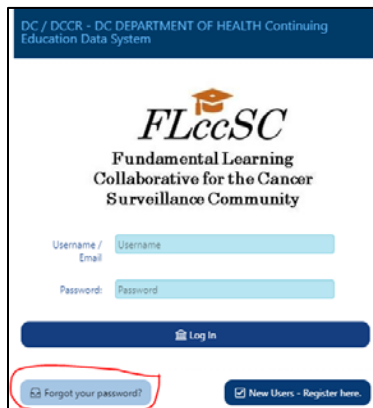 DC / DCCR - DC DEPARTMENT OF HEALTH Continuing
Education Data System
FLccSC
Fundamental Learning
Collaborative for the Cancer
Surveillance Community
Username /
Email
Username
Password:
Password
Log In
Forgot your password?
New Users - Register here.